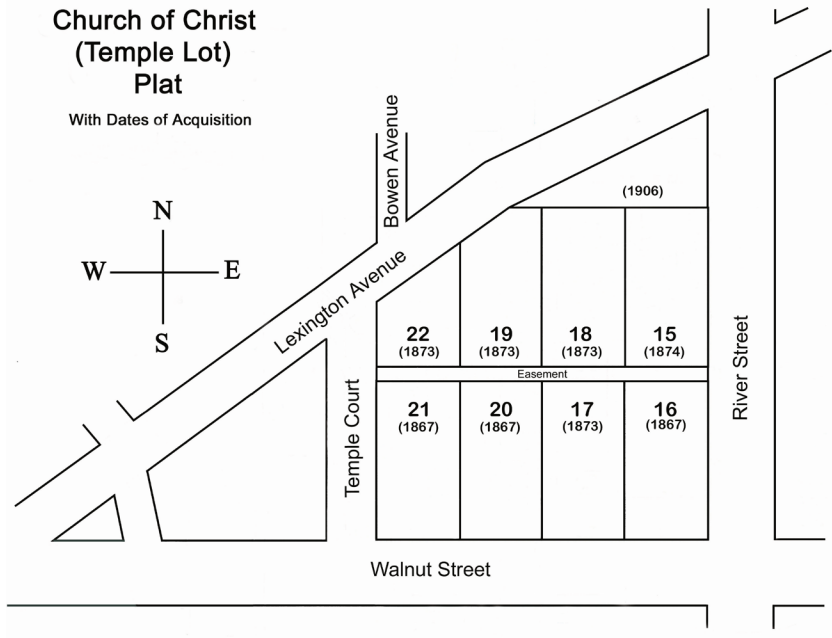 Church of Christ
(Temple Lot)
Plat
With Dates of Acquisition
N
W E
S
Bowen Avenue
Lexington Avenue
(1906)
22 19 18 15
(1873) (1873) (1873) (1874)
Easement
21 20 17 16
(1867) (1867) (1873) (1867)
Temple Court
River Street
Walnut Street